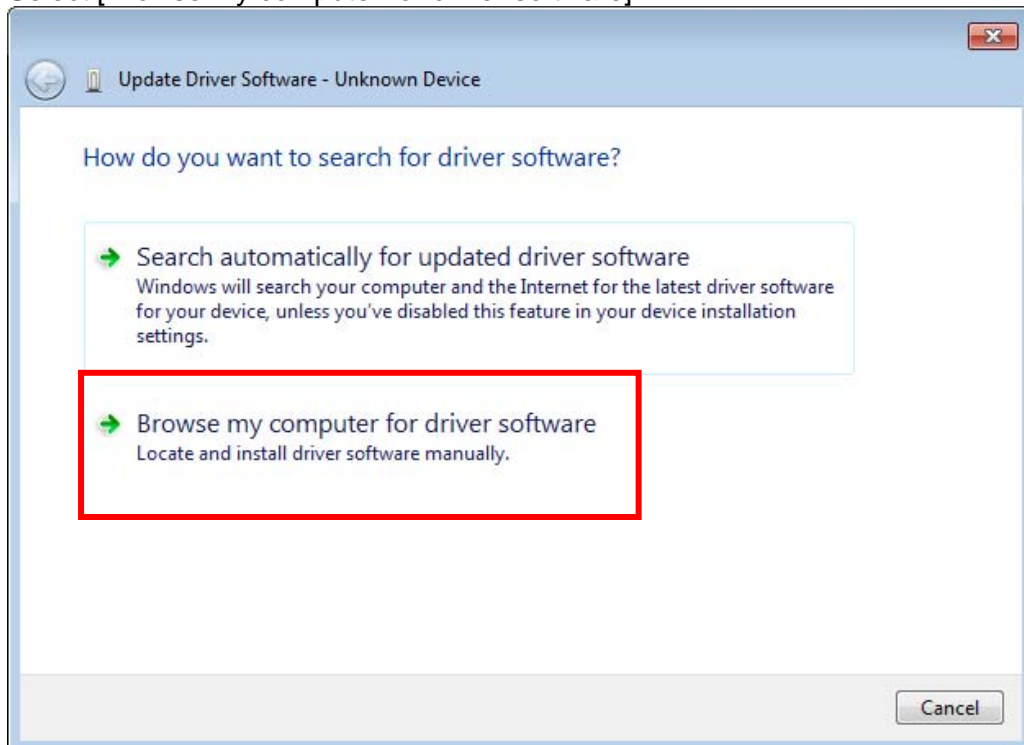 Update Driver Software - Unknown Device
How do you want to search for driver software?
Search automatically for updated driver software
Windows will search your computer and the Internet for the latest driver software
for your device, unless you've disabled this feature in your device installation
settings.
Browse my computer for driver software
Locate and install driver software manually.
Cancel